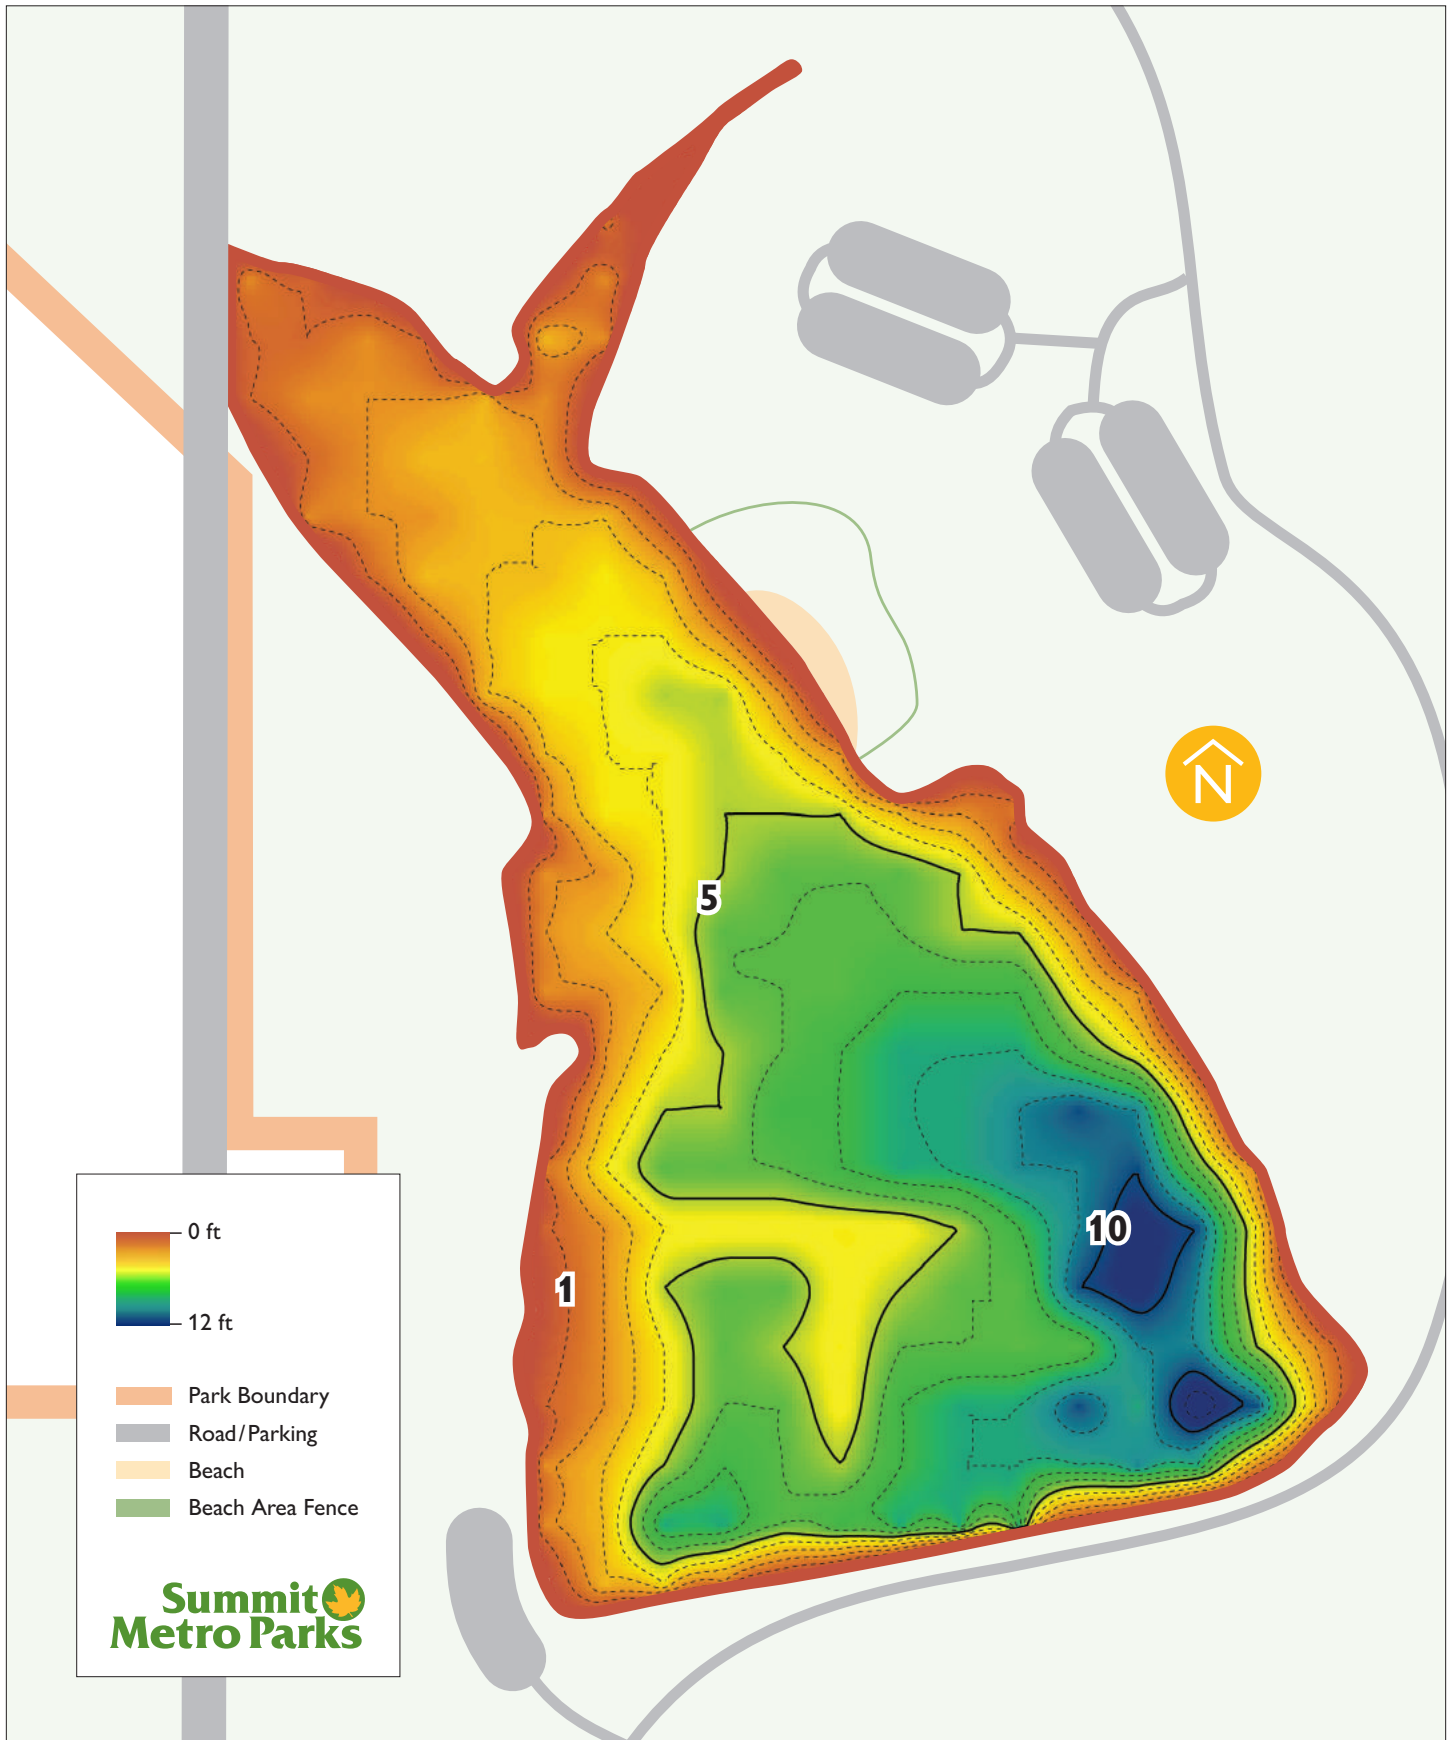 N
5
10
1
0 ft
12 ft
Park Boundary
Road/Parking
Beach
Beach Area Fence
Summit
Metro Parks